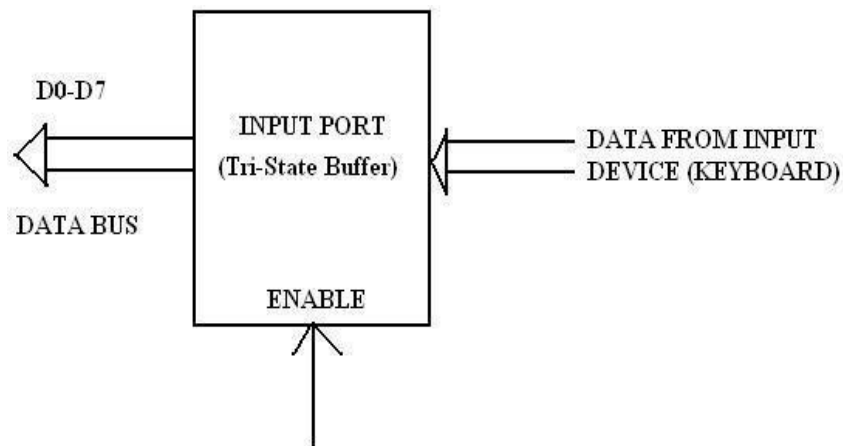 D0-D7
DATA BUS
INPUT PORT
(Tri-State Buffer)
ENABLE
DATA FROM INPUT
DEVICE (KEYBOARD)